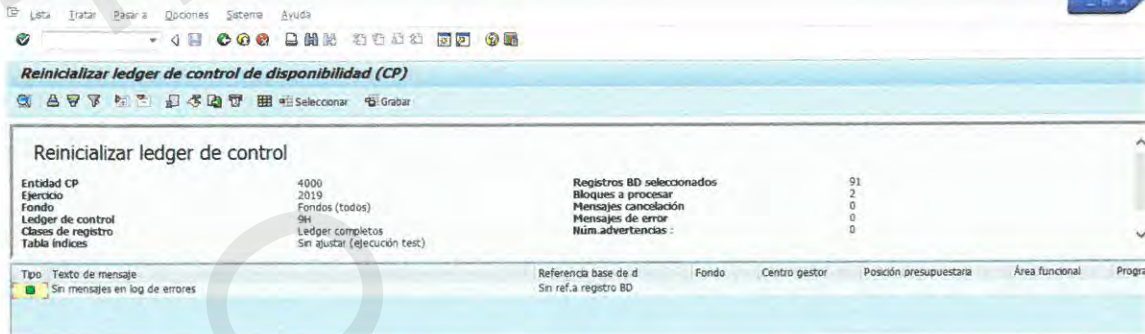 Lista Tratar Pasar a Opciones Sistema Ayuda
Reinicializar ledger de control de disponibilidad (CP)
Seleccionar Grabar
Reinicializar ledger de control
Entidad CP 4000 Registros BD seleccionados 91
Ejercicio 2019 Bloques a procesar 2
Fondo Fondos (todos) Mensajes cancelación 0
Ledger de control 9H Mensajes de error 0
Clases de registro Ledger completos Núm.advertencias : 0
Tabla índices Sin ajustar (ejecución test)
Tipo Texto de mensaje Referencia base de d Fondo Centro gestor Posición presupuestaria Área funcional Progra
Sin mensajes en log de errores Sin ref.a registro BD